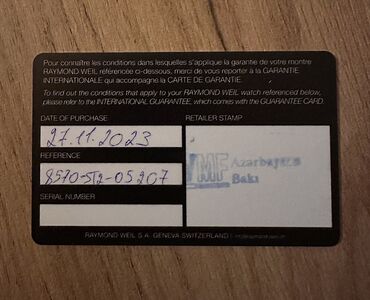 Pour connaître les conditions dans lesquelles s'applique la garantie de votre montre
RAYMOND WEIL référencée ci-dessous, merci de vous reporter à la GARANTIE
INTERNATIONALE qui accompagne la CARTE DE GARANTIE.
To find out the conditions that apply to your RAYMOND WEIL watch referenced below,
please refer to the INTERNATIONAL GUARANTEE, which comes with the GUARANTEE CARD.
DATE OF PURCHASE
RETAILER STAMP
27.11.2023
REFERENCE
8570-ST2-05207
Azərbaycan
Bakı
SERIAL NUMBER
RAYMOND WEIL S.A. GENEVA SWITZERLAND